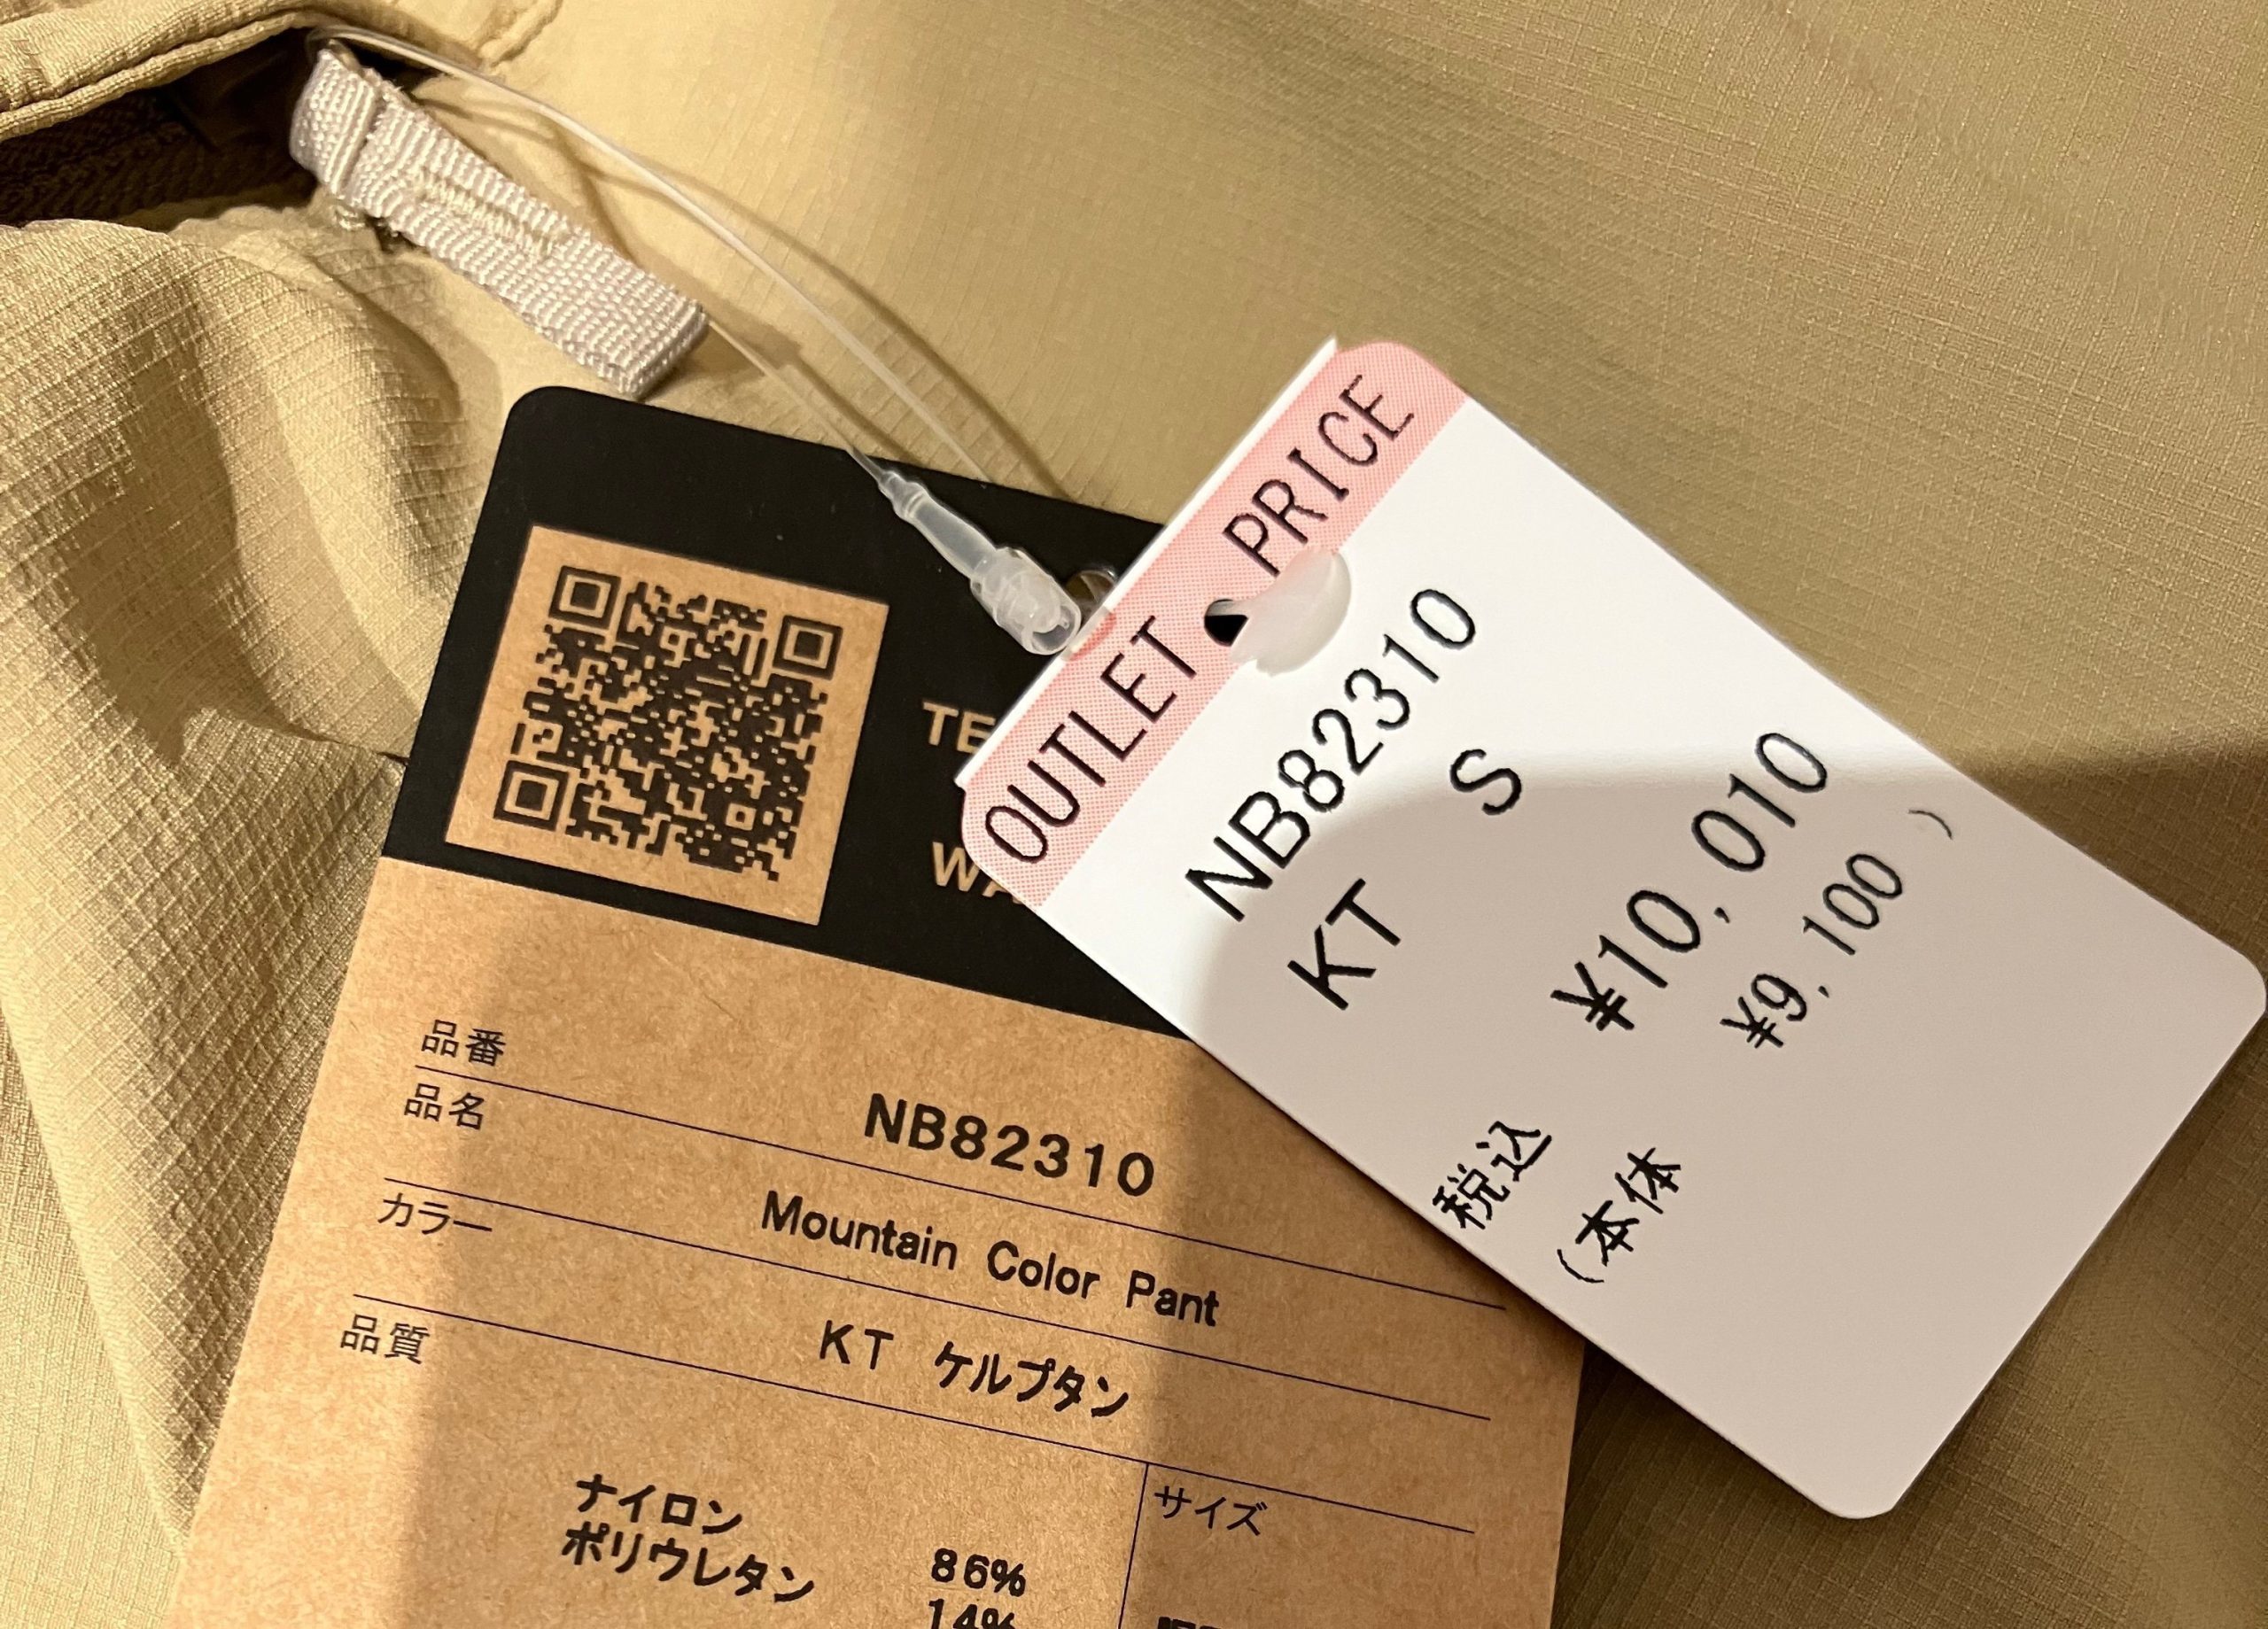 OUTLET PRICE
NB82310
KT S
税込 ¥10,010
(本体 ¥9,100 )
品番 NB82310
品名 Mountain Color Pant
カラー KT ケルプタン
品質
サイズ
ナイロン 86%
ポリウレタン 14%